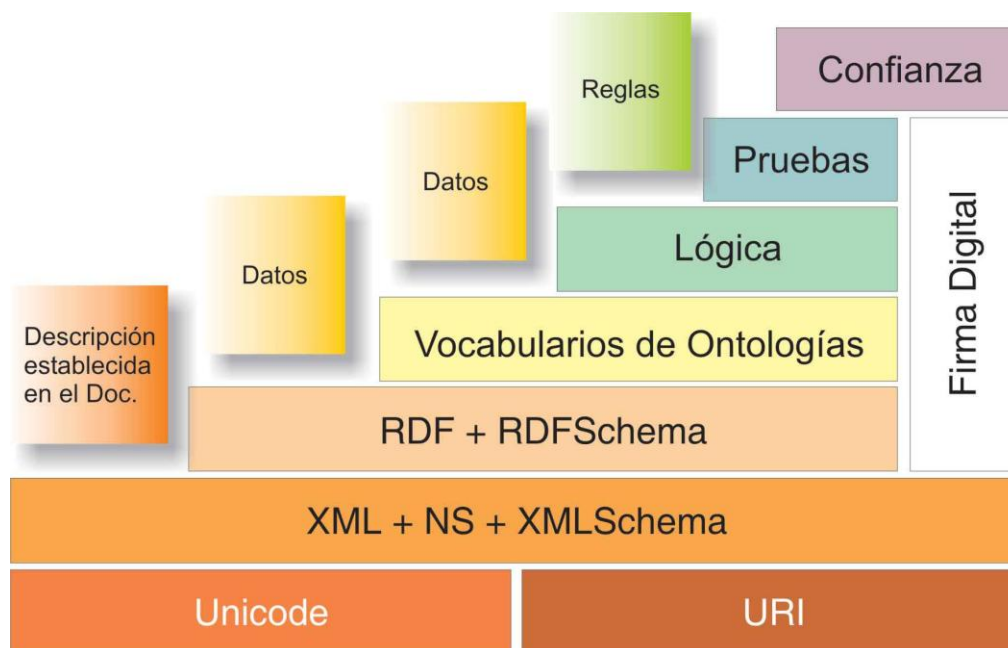 Confianza
Reglas
Pruebas
Datos
Lógica
Firma Digital
Datos
Vocabularios de Ontologías
Descripción
establecida
en el Doc.
RDF + RDFSchema
XML + NS + XMLSchema
Unicode
URI